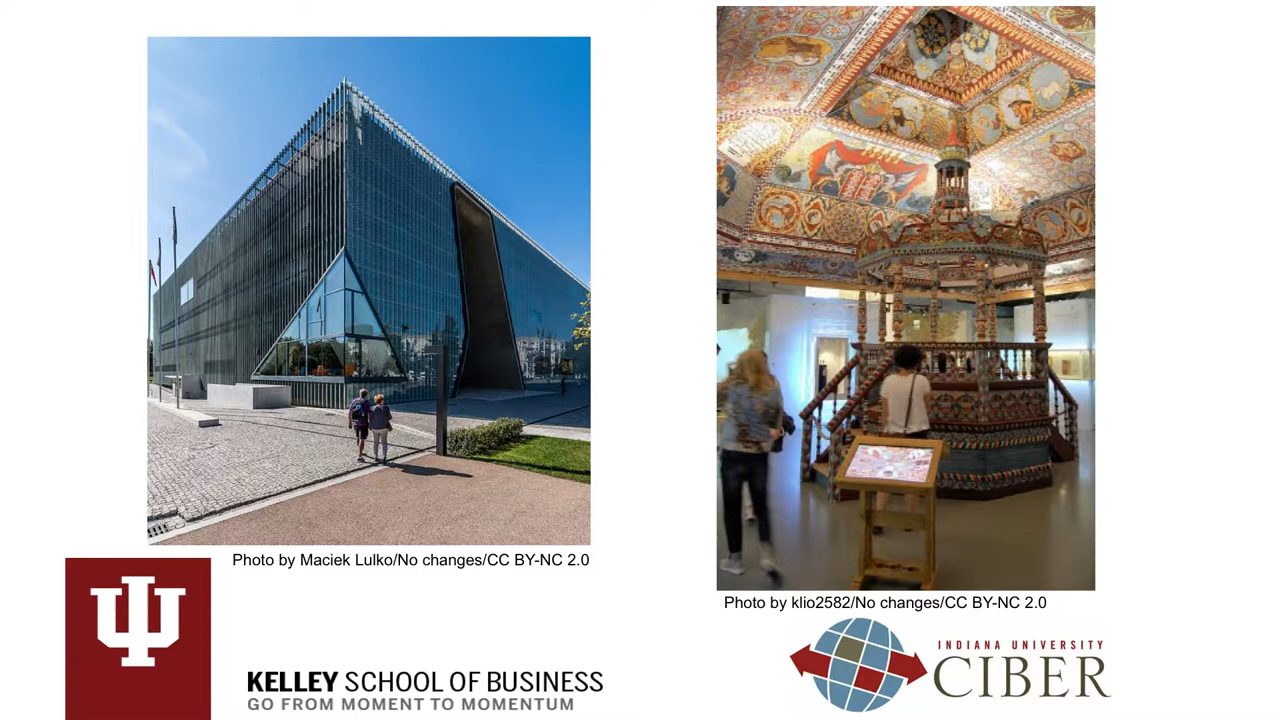 Photo by Maciek Lulko/No changes/CC BY-NC 2.0
Photo by klio2582/No changes/CC BY-NC 2.0
KELLEY SCHOOL OF BUSINESS
GO FROM MOMENT TO MOMENTUM
INDIANA UNIVERSITY
CIBER